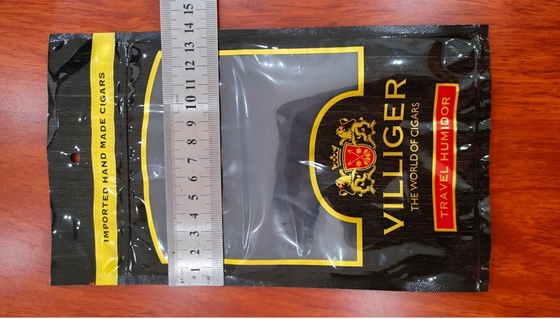 IMPORTED HAND MADE CIGARS
1 2 3 4 5 6 7 8 9 10 11 12 13 14 15
VILLIGER
THE WORLD OF CIGARS
TRAVEL HUMIDOR